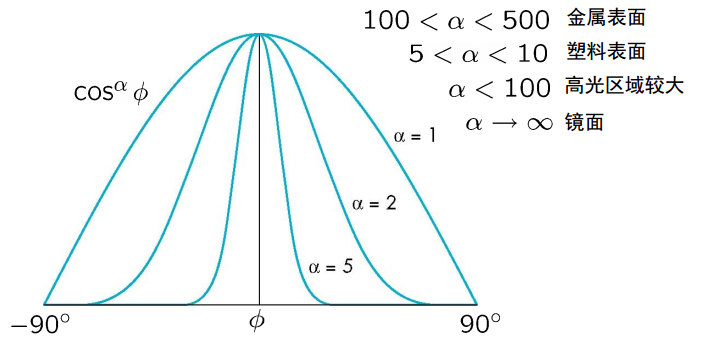 100 < α < 500 金属表面
5 < α < 10 塑料表面
α < 100 高光区域较大
α → ∞ 镜面
cos^α ϕ
α = 1
α = 2
α = 5
−90° ϕ 90°